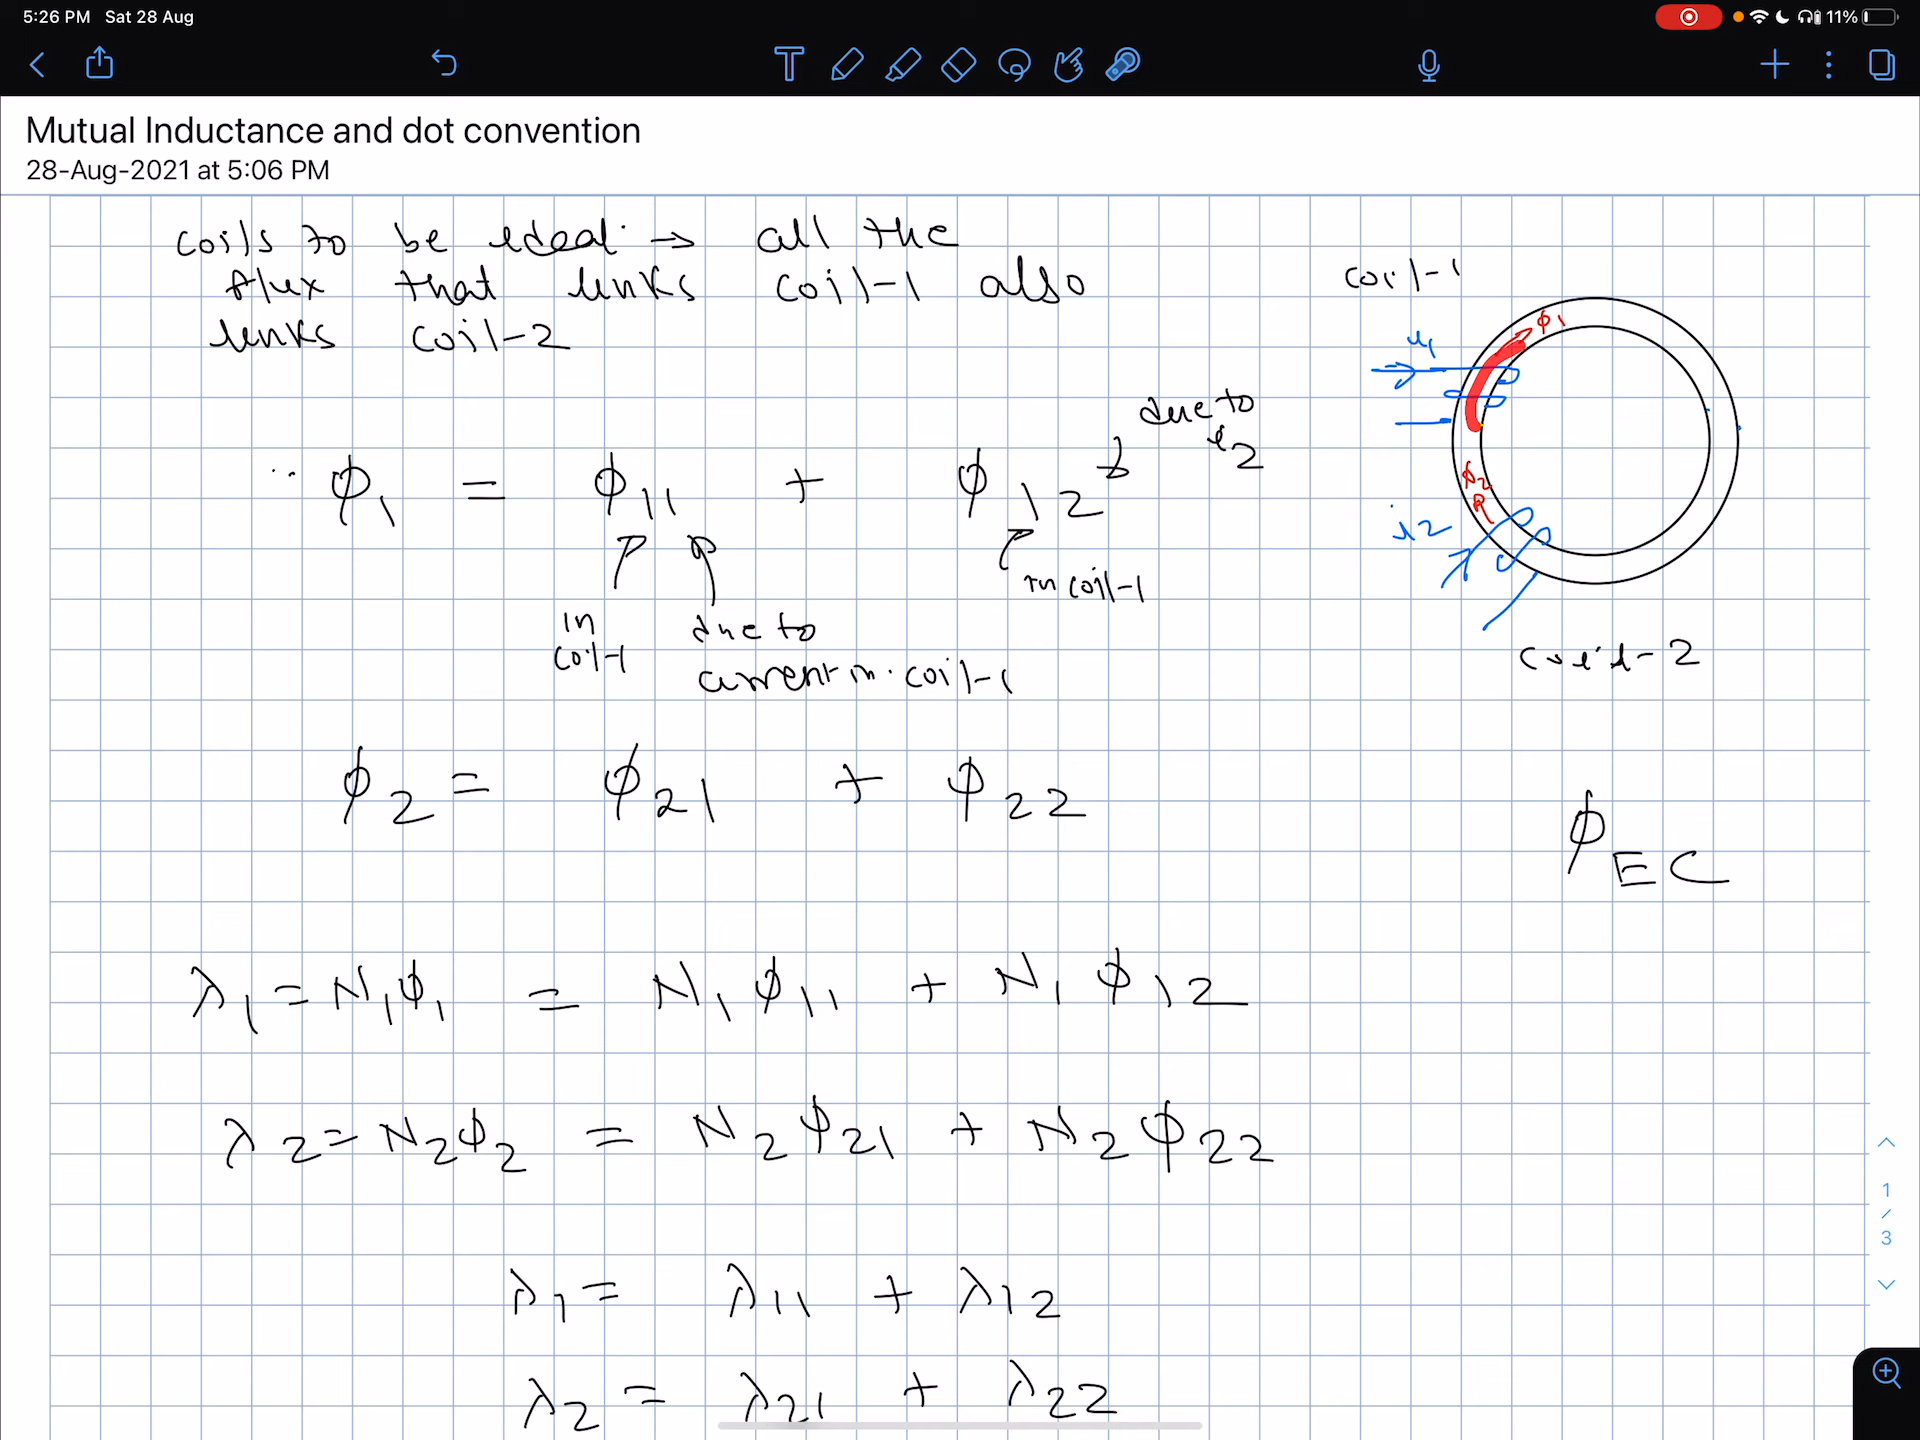 5:26 PM Sat 28 Aug
11%
Mutual Inductance and dot convention
28-Aug-2021 at 5:06 PM
coils to be ideal → all the
flux that links coil-1 also
links coil-2
coil-1
ϕ1
i1
ϕ2
i2
coil-2
ϕ1 = ϕ11 + ϕ12
due to
i2
in coil-1
in
coil-1
due to
current in coil-1
ϕ2 = ϕ21 + ϕ22
ϕEC
λ1 = N1ϕ1 = N1ϕ11 + N1ϕ12
λ2 = N2ϕ2 = N2ϕ21 + N2ϕ22
λ1 = λ11 + λ12
λ2 = λ21 + λ22
1
/
3